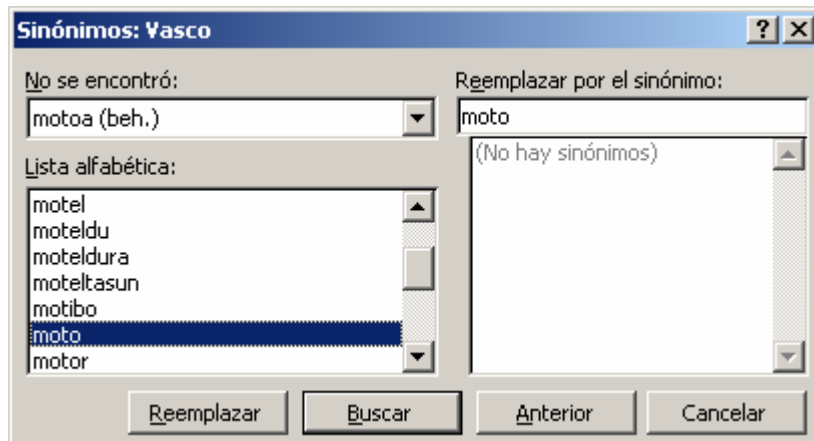 Sinónimos: Vasco
No se encontró:
motoa (beh.)
Lista alfabética:
motel
moteldu
moteldura
moteltasun
motibo
moto
motor
Reemplazar por el sinónimo:
moto
(No hay sinónimos)
Reemplazar
Buscar
Anterior
Cancelar